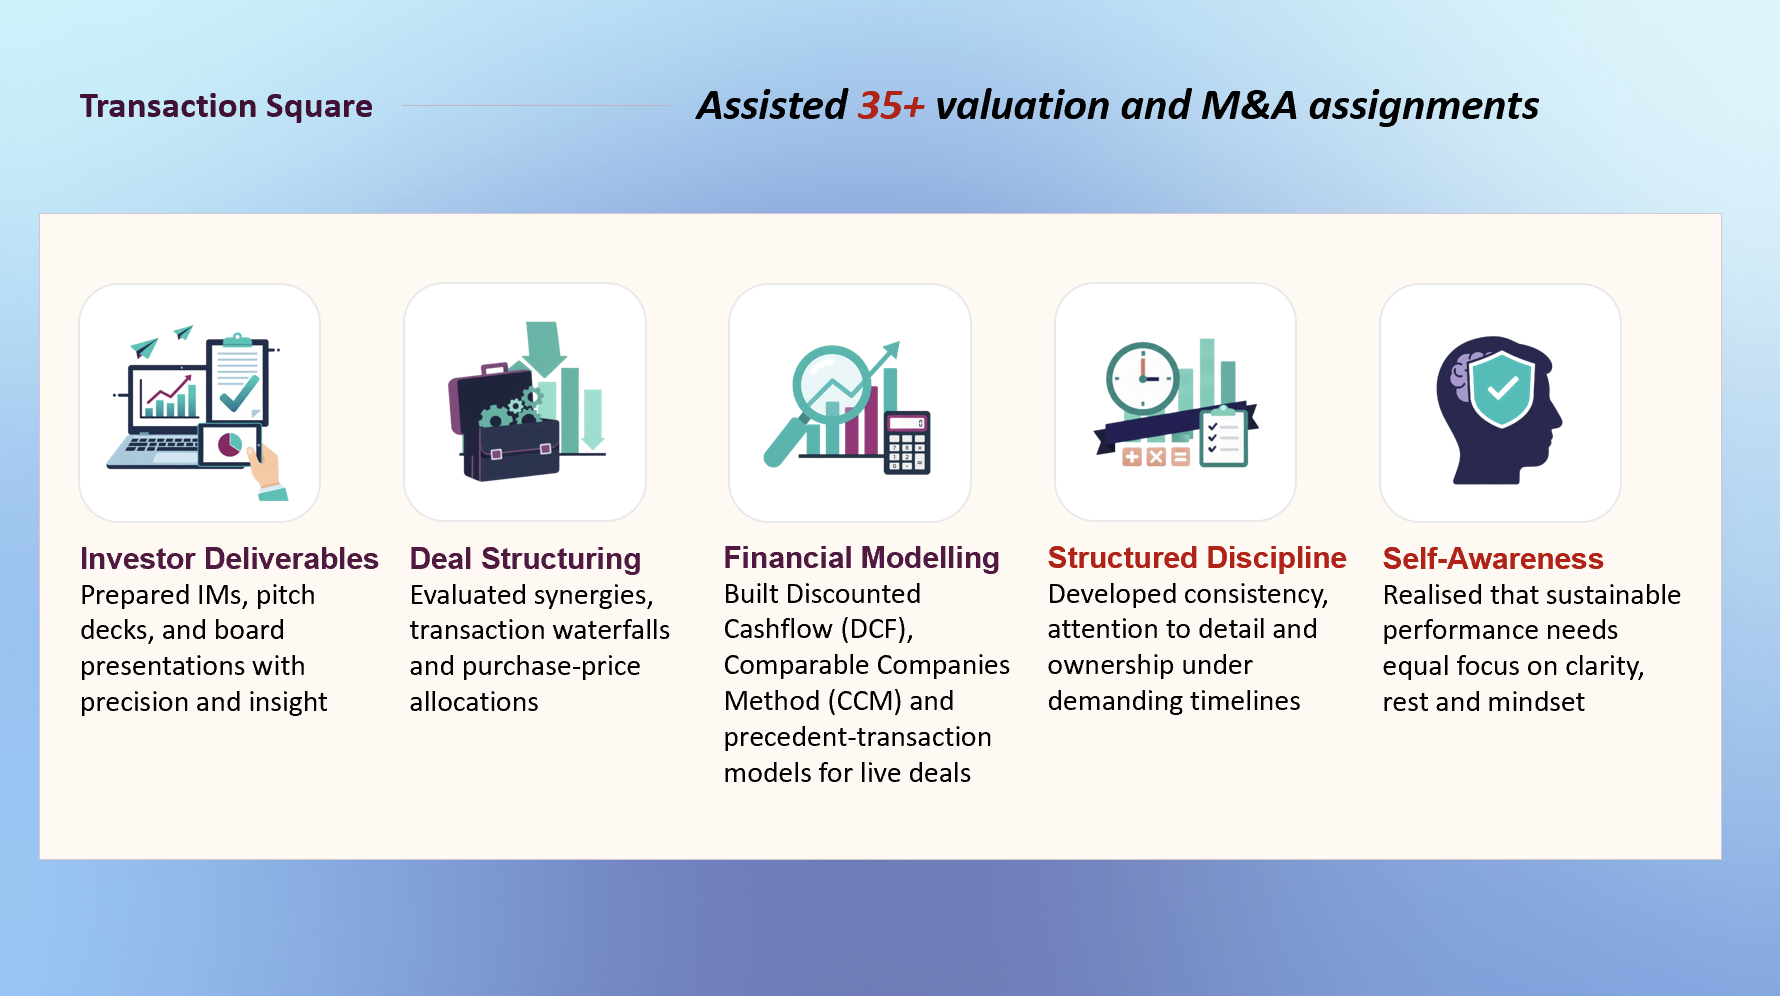 Transaction Square
Assisted 35+ valuation and M&A assignments
Investor Deliverables
Prepared IMs, pitch
decks, and board
presentations with
precision and insight
Deal Structuring
Evaluated synergies,
transaction waterfalls
and purchase-price
allocations
Financial Modelling
Built Discounted
Cashflow (DCF),
Comparable Companies
Method (CCM) and
precedent-transaction
models for live deals
Structured Discipline
Developed consistency,
attention to detail and
ownership under
demanding timelines
Self-Awareness
Realised that sustainable
performance needs
equal focus on clarity,
rest and mindset